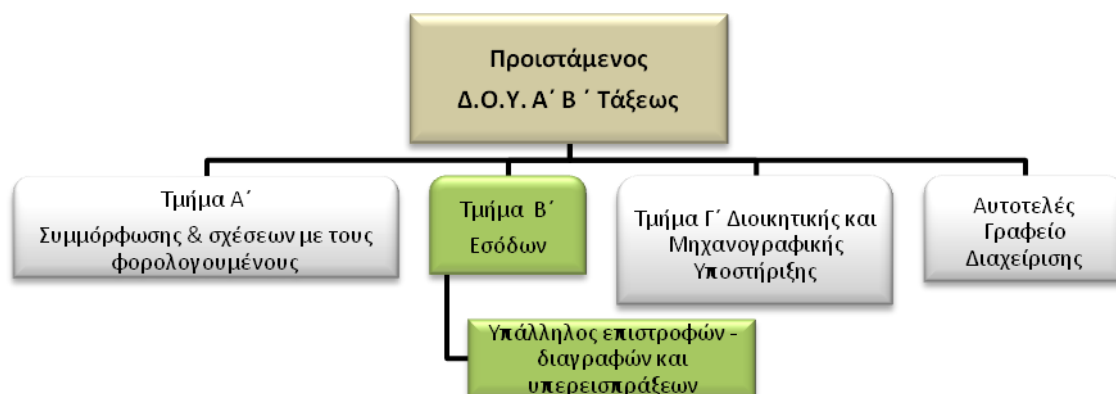 Προιστάμενος
Δ.Ο.Υ. Α΄ Β ΄ Τάξεως
Τμήμα Α΄
Συμμόρφωσης & σχέσεων με τους
φορολογουμένους
Τμήμα Β΄
Εσόδων
Τμήμα Γ΄ Διοικητικής και
Μηχανογραφικής
Υποστήριξης
Αυτοτελές
Γραφείο
Διαχείρισης
Υπάλληλος επιστροφών -
διαγραφών και
υπερεισπράξεων